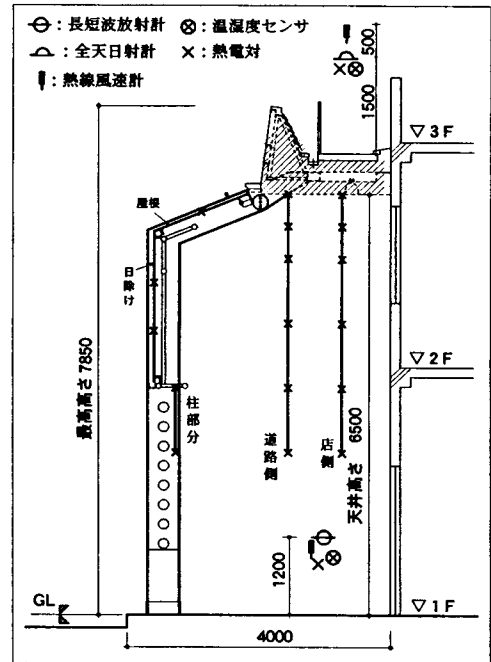 ：長短波放射計 ：温湿度センサ
：全天日射計 ×：熱電対
：熱線風速計
500
1500
▽3F
屋根
日除け
最高高さ7850
▽2F
柱部分
道路側
店側
天井高さ6500
1200
GL
▽1F
4000